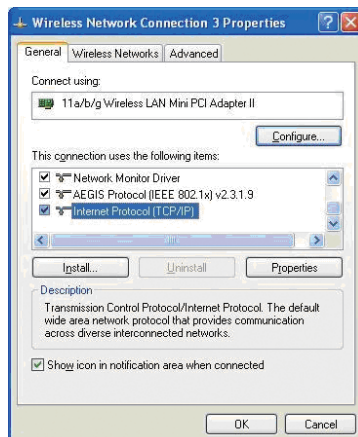 Wireless Network Connection 3 Properties
General
Wireless Networks
Advanced
Connect using:
11a/b/g Wireless LAN Mini PCI Adapter II
Configure...
This connection uses the following items:
Network Monitor Driver
AEGIS Protocol (IEEE 802.1x) v2.3.1.9
Internet Protocol (TCP/IP)
Install...
Uninstall
Properties
Description
Transmission Control Protocol/Internet Protocol. The default
wide area network protocol that provides communication
across diverse interconnected networks.
Show icon in notification area when connected
OK
Cancel